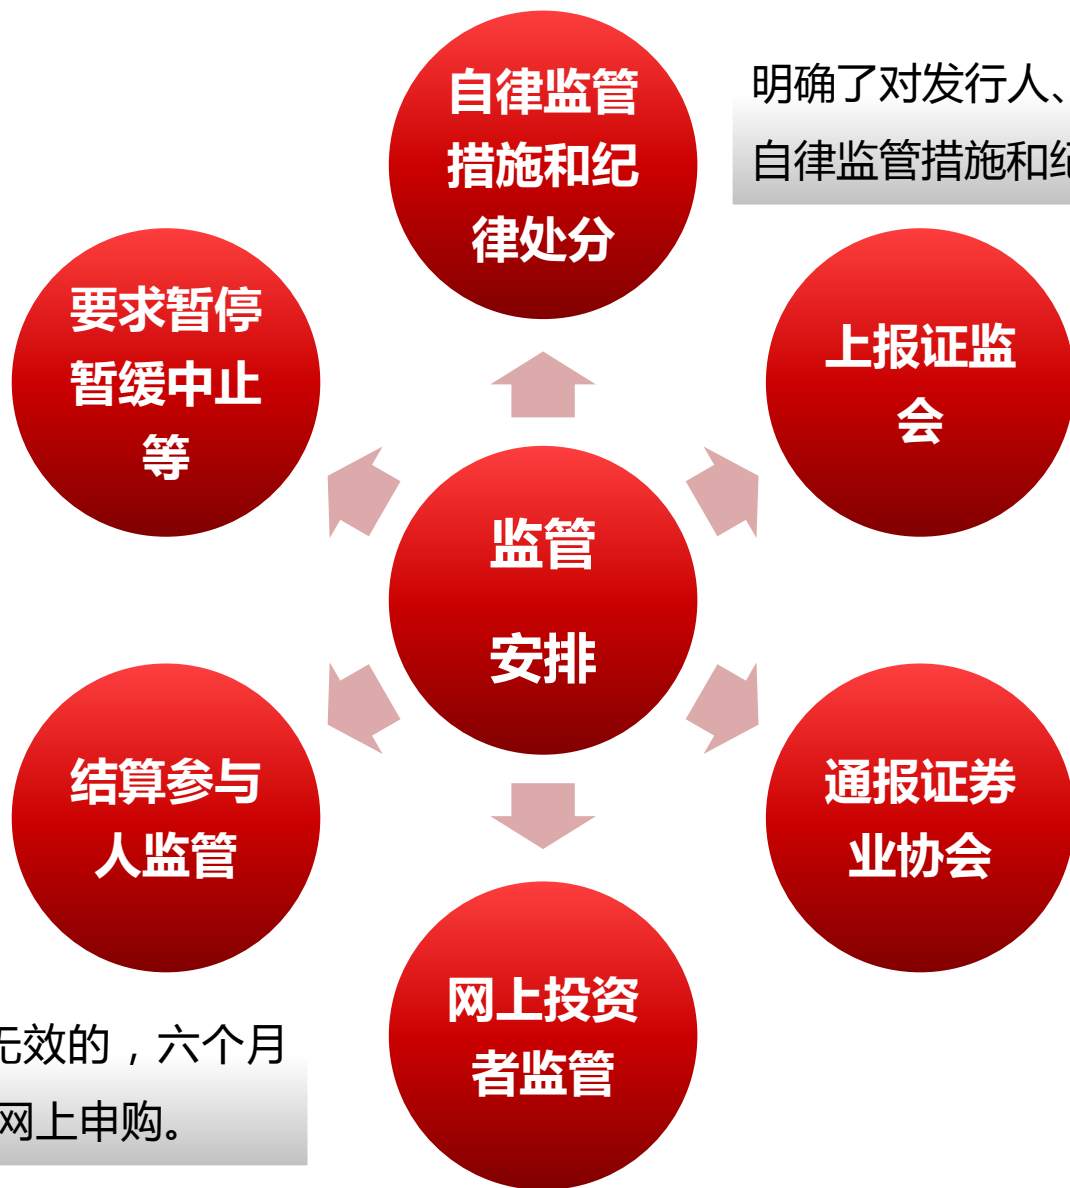 自律监管
措施和纪
律处分
明确了对发行人、
自律监管措施和纪
要求暂停
暂缓中止
等
上报证监
会
监管
安排
结算参与
人监管
通报证券
业协会
网上投资
者监管
无效的，六个月
网上申购。